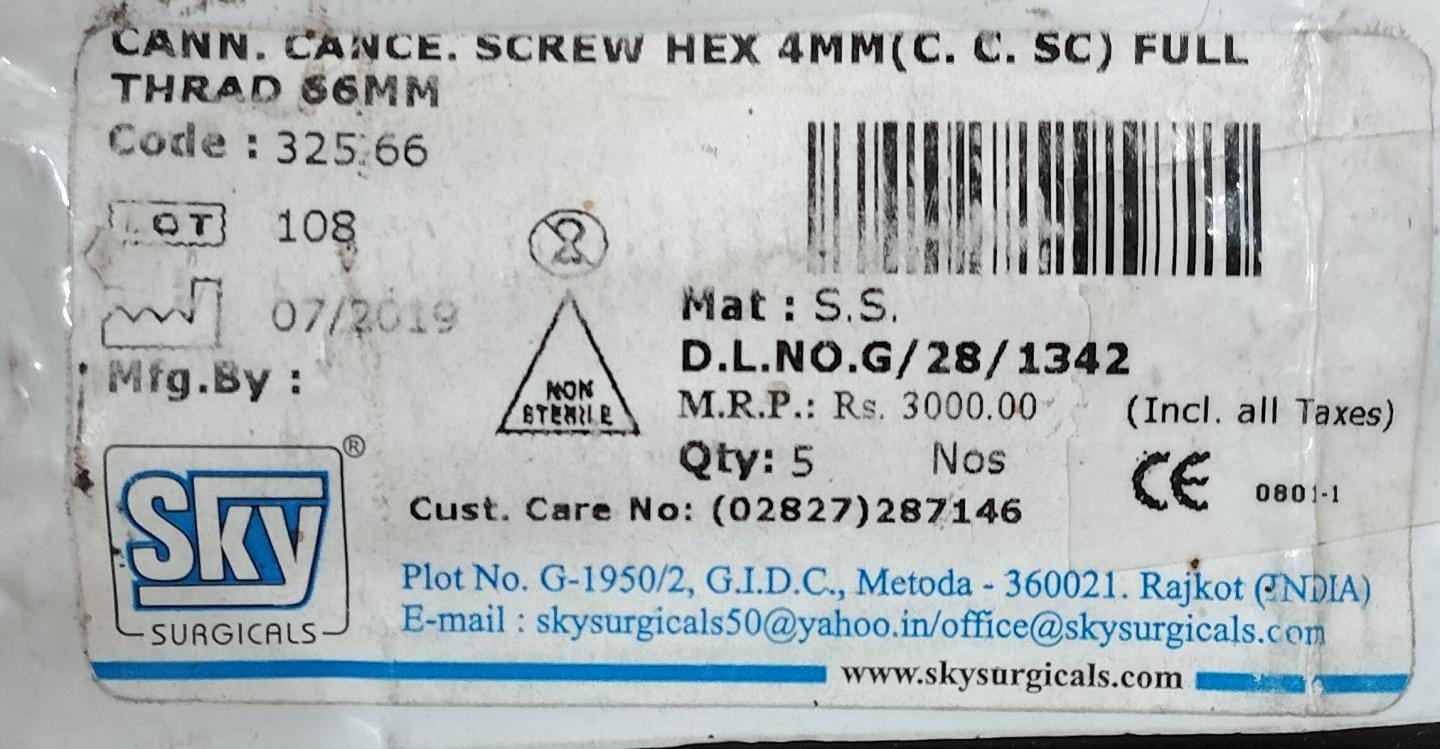 CANN. CANCE. SCREW HEX 4MM(C. C. SC) FULL
THRAD 66MM
Code : 325.66
LOT 108
2
07/2019
NON
STERILE
Mfg.By :
Mat : S.S.
D.L.NO.G/28/1342
M.R.P.: Rs. 3000.00 (Incl. all Taxes)
Qty: 5 Nos
CE 0801-1
Cust. Care No: (02827)287146
Sky ®
SURGICALS
Plot No. G-1950/2, G.I.D.C., Metoda - 360021. Rajkot (INDIA)
E-mail : skysurgicals50@yahoo.in/office@skysurgicals.com
www.skysurgicals.com